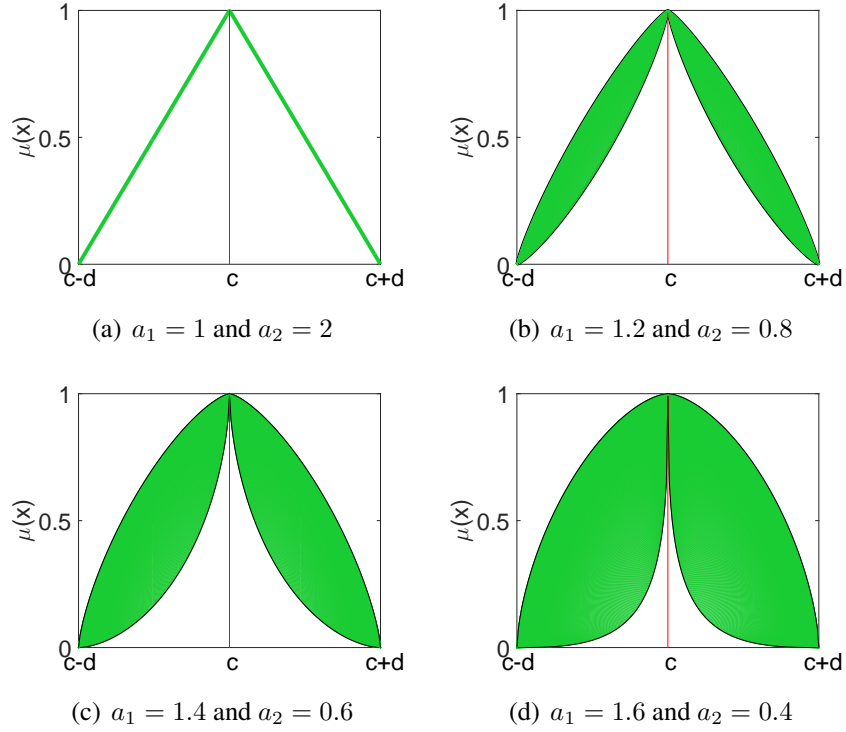 1
μ(x)
0.5
0
c-d c c+d
(a) a₁ = 1 and a₂ = 2
1
μ(x)
0.5
0
c-d c c+d
(b) a₁ = 1.2 and a₂ = 0.8
1
μ(x)
0.5
0
c-d c c+d
(c) a₁ = 1.4 and a₂ = 0.6
1
μ(x)
0.5
0
c-d c c+d
(d) a₁ = 1.6 and a₂ = 0.4